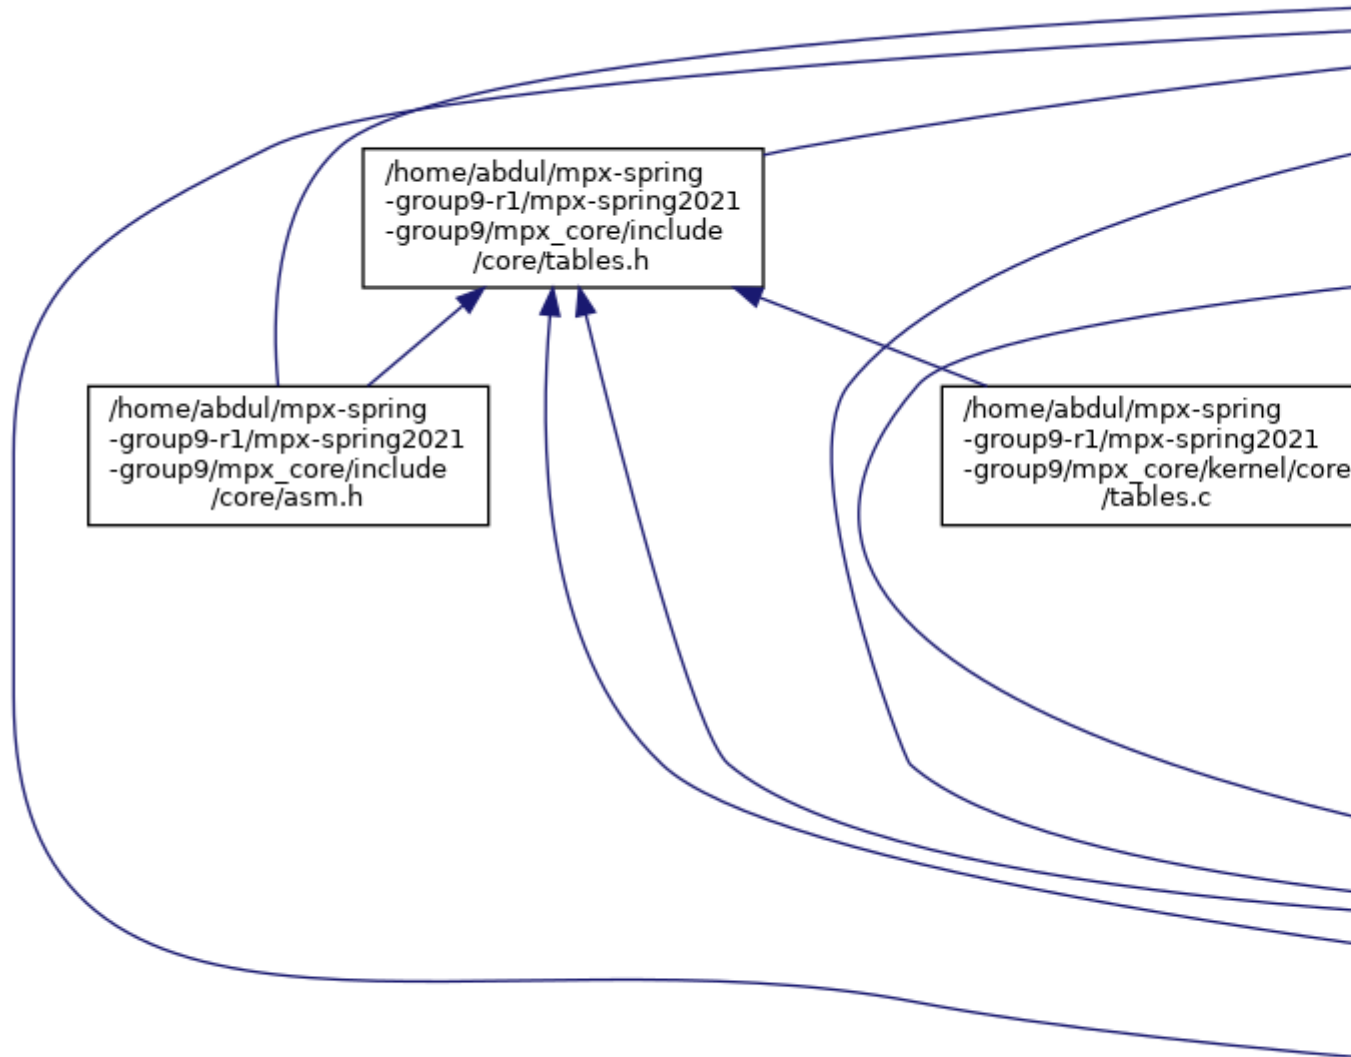 /home/abdul/mpx-spring
-group9-r1/mpx-spring2021
-group9/mpx_core/include
/core/tables.h
/home/abdul/mpx-spring
-group9-r1/mpx-spring2021
-group9/mpx_core/include
/core/asm.h
/home/abdul/mpx-spring
-group9-r1/mpx-spring2021
-group9/mpx_core/kernel/core
/tables.c